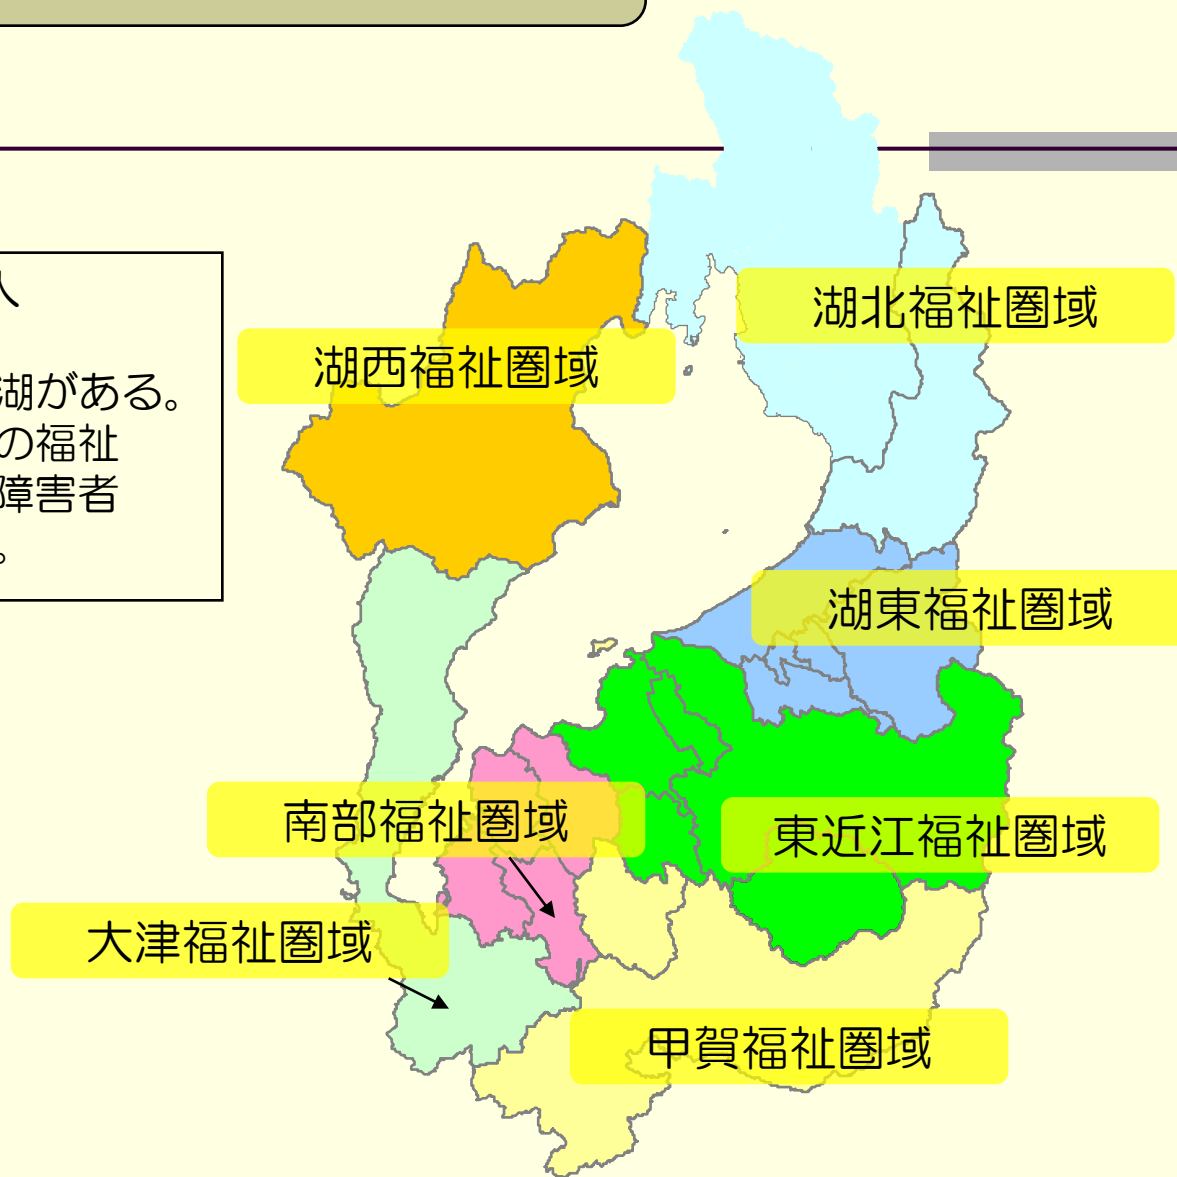 人
湖がある。
の福祉
障害者
。
湖北福祉圏域
湖西福祉圏域
湖東福祉圏域
南部福祉圏域
東近江福祉圏域
大津福祉圏域
甲賀福祉圏域